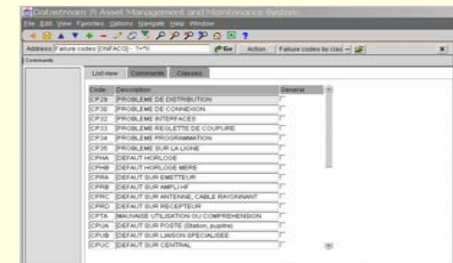 Datastream 7i Asset Management and Maintenance System
File Edit View Favorites Options Navigate Help Window
Address Failure codes [ONFACO] - ?=*II Go Action Failure codes by clas
Commands
List view Comments Classes
Code Description General
CP29 PROBLEME DE DISTRIBUTION
CP30 PROBLEME DE CONNEXION
CP32 PROBLEME INTERFACES
CP33 PROBLEME REGLETTE DE COUPURE
CP34 PROBLEME PROGRAMMATION
CP35 PROBLEME SUR LA LIGNE
CPHA DEFAUT HORLOGE
CPHB DEFAUT HORLOGE MERE
CPRA DEFAUT SUR EMETTEUR
CPRB DEFAUT SUR AMPLI HF
CPRC DEFAUT SUR ANTENNE, CABLE RAYONNANT
CPRD DEFAUT SUR RECEPTEUR
CPTA MAUVAISE UTILISATION OU COMPREHENSION
CPUA DEFAUT SUR POSTE (Station, pupitre)
CPUB DEFAUT SUR LIAISON SPECIALISEE
CPUC DEFAUT SUR CENTRAL